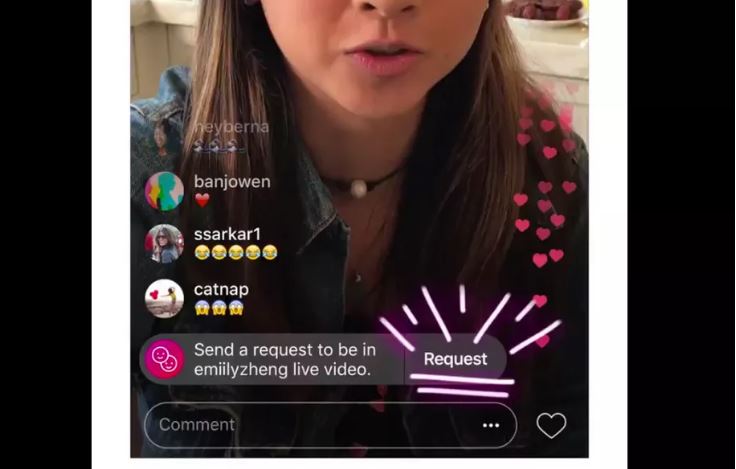 heyberna
🌊🌊🌊
banjowen
❤️
ssarkar1
😂😂😂😂😂
catnap
😱😱😱
Send a request to be in
emiilyzheng live video.
Request
Comment